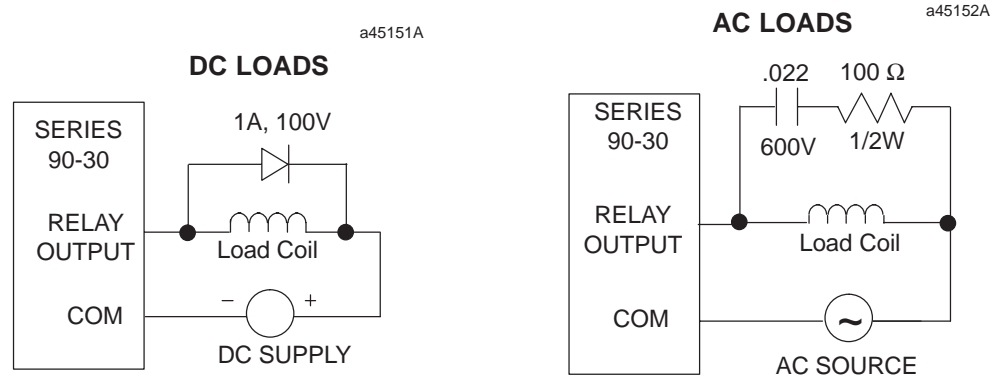 a45151A
DC LOADS
SERIES
90-30
1A, 100V
RELAY
OUTPUT
Load Coil
COM
− +
DC SUPPLY
a45152A
AC LOADS
.022 100 Ω
SERIES
90-30
600V 1/2W
RELAY
OUTPUT
Load Coil
COM
~
AC SOURCE